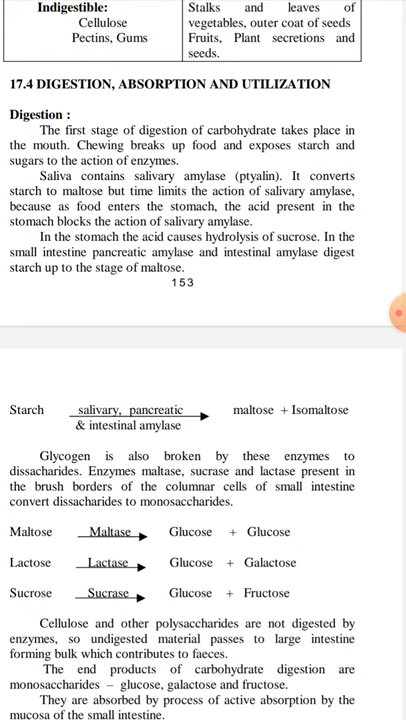 Indigestible:
Cellulose
Pectins, Gums
Stalks and leaves of
vegetables, outer coat of seeds
Fruits, Plant secretions and
seeds.
17.4 DIGESTION, ABSORPTION AND UTILIZATION
Digestion :
The first stage of digestion of carbohydrate takes place in
the mouth. Chewing breaks up food and exposes starch and
sugars to the action of enzymes.
Saliva contains salivary amylase (ptyalin). It converts
starch to maltose but time limits the action of salivary amylase,
because as food enters the stomach, the acid present in the
stomach blocks the action of salivary amylase.
In the stomach the acid causes hydrolysis of sucrose. In the
small intestine pancreatic amylase and intestinal amylase digest
starch up to the stage of maltose.
153
Starch salivary, pancreatic maltose + Isomaltose
& intestinal amylase
Glycogen is also broken by these enzymes to
dissacharides. Enzymes maltase, sucrase and lactase present in
the brush borders of the columnar cells of small intestine
convert dissacharides to monosaccharides.
Maltose Maltase Glucose + Glucose
Lactose Lactase Glucose + Galactose
Sucrose Sucrase Glucose + Fructose
Cellulose and other polysaccharides are not digested by
enzymes, so undigested material passes to large intestine
forming bulk which contributes to faeces.
The end products of carbohydrate digestion are
monosaccharides – glucose, galactose and fructose.
They are absorbed by process of active absorption by the
mucosa of the small intestine.